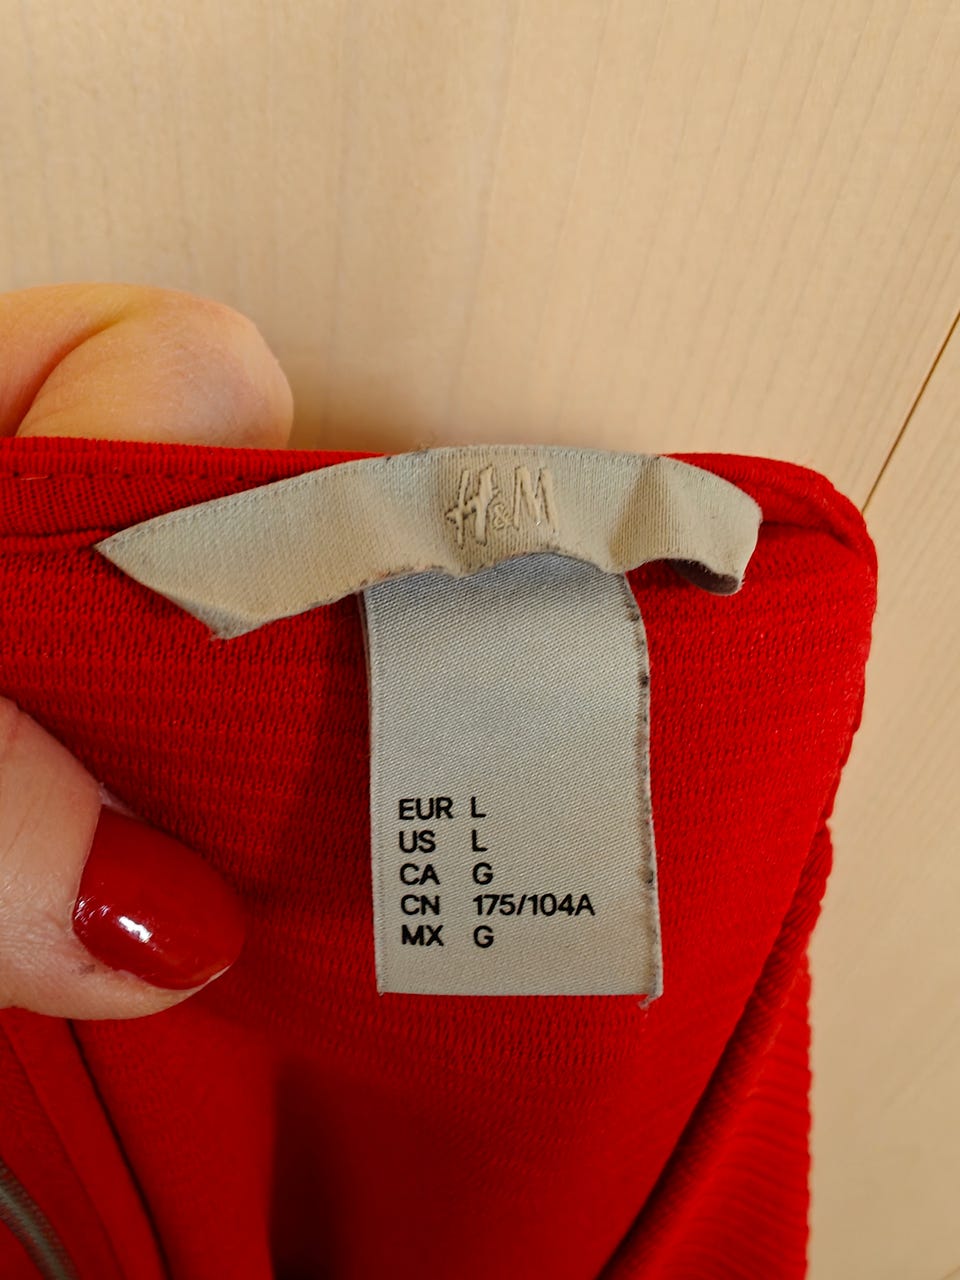 H&M
EUR L
US L
CA G
CN 175/104A
MX G